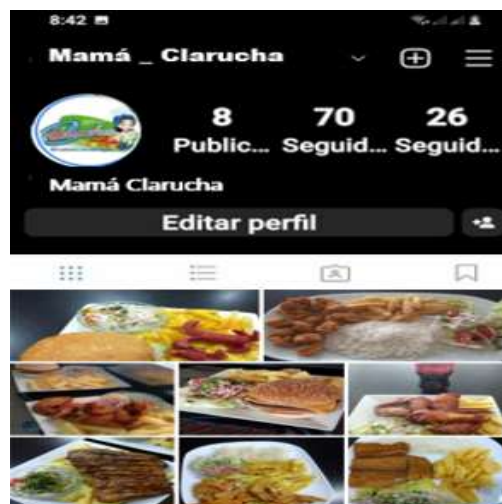 8:42
Mamá _ Clarucha
8 70 26
Public... Seguid... Seguid...
Mamá Clarucha
Editar perfil